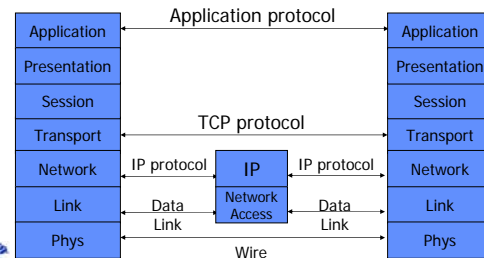 Application protocol
Application
Application
Presentation
Presentation
Session
Session
TCP protocol
Transport
Transport
Network
IP protocol
IP
IP protocol
Network
Link
Data
Link
Network
Access
Data
Link
Link
Phys
Wire
Phys